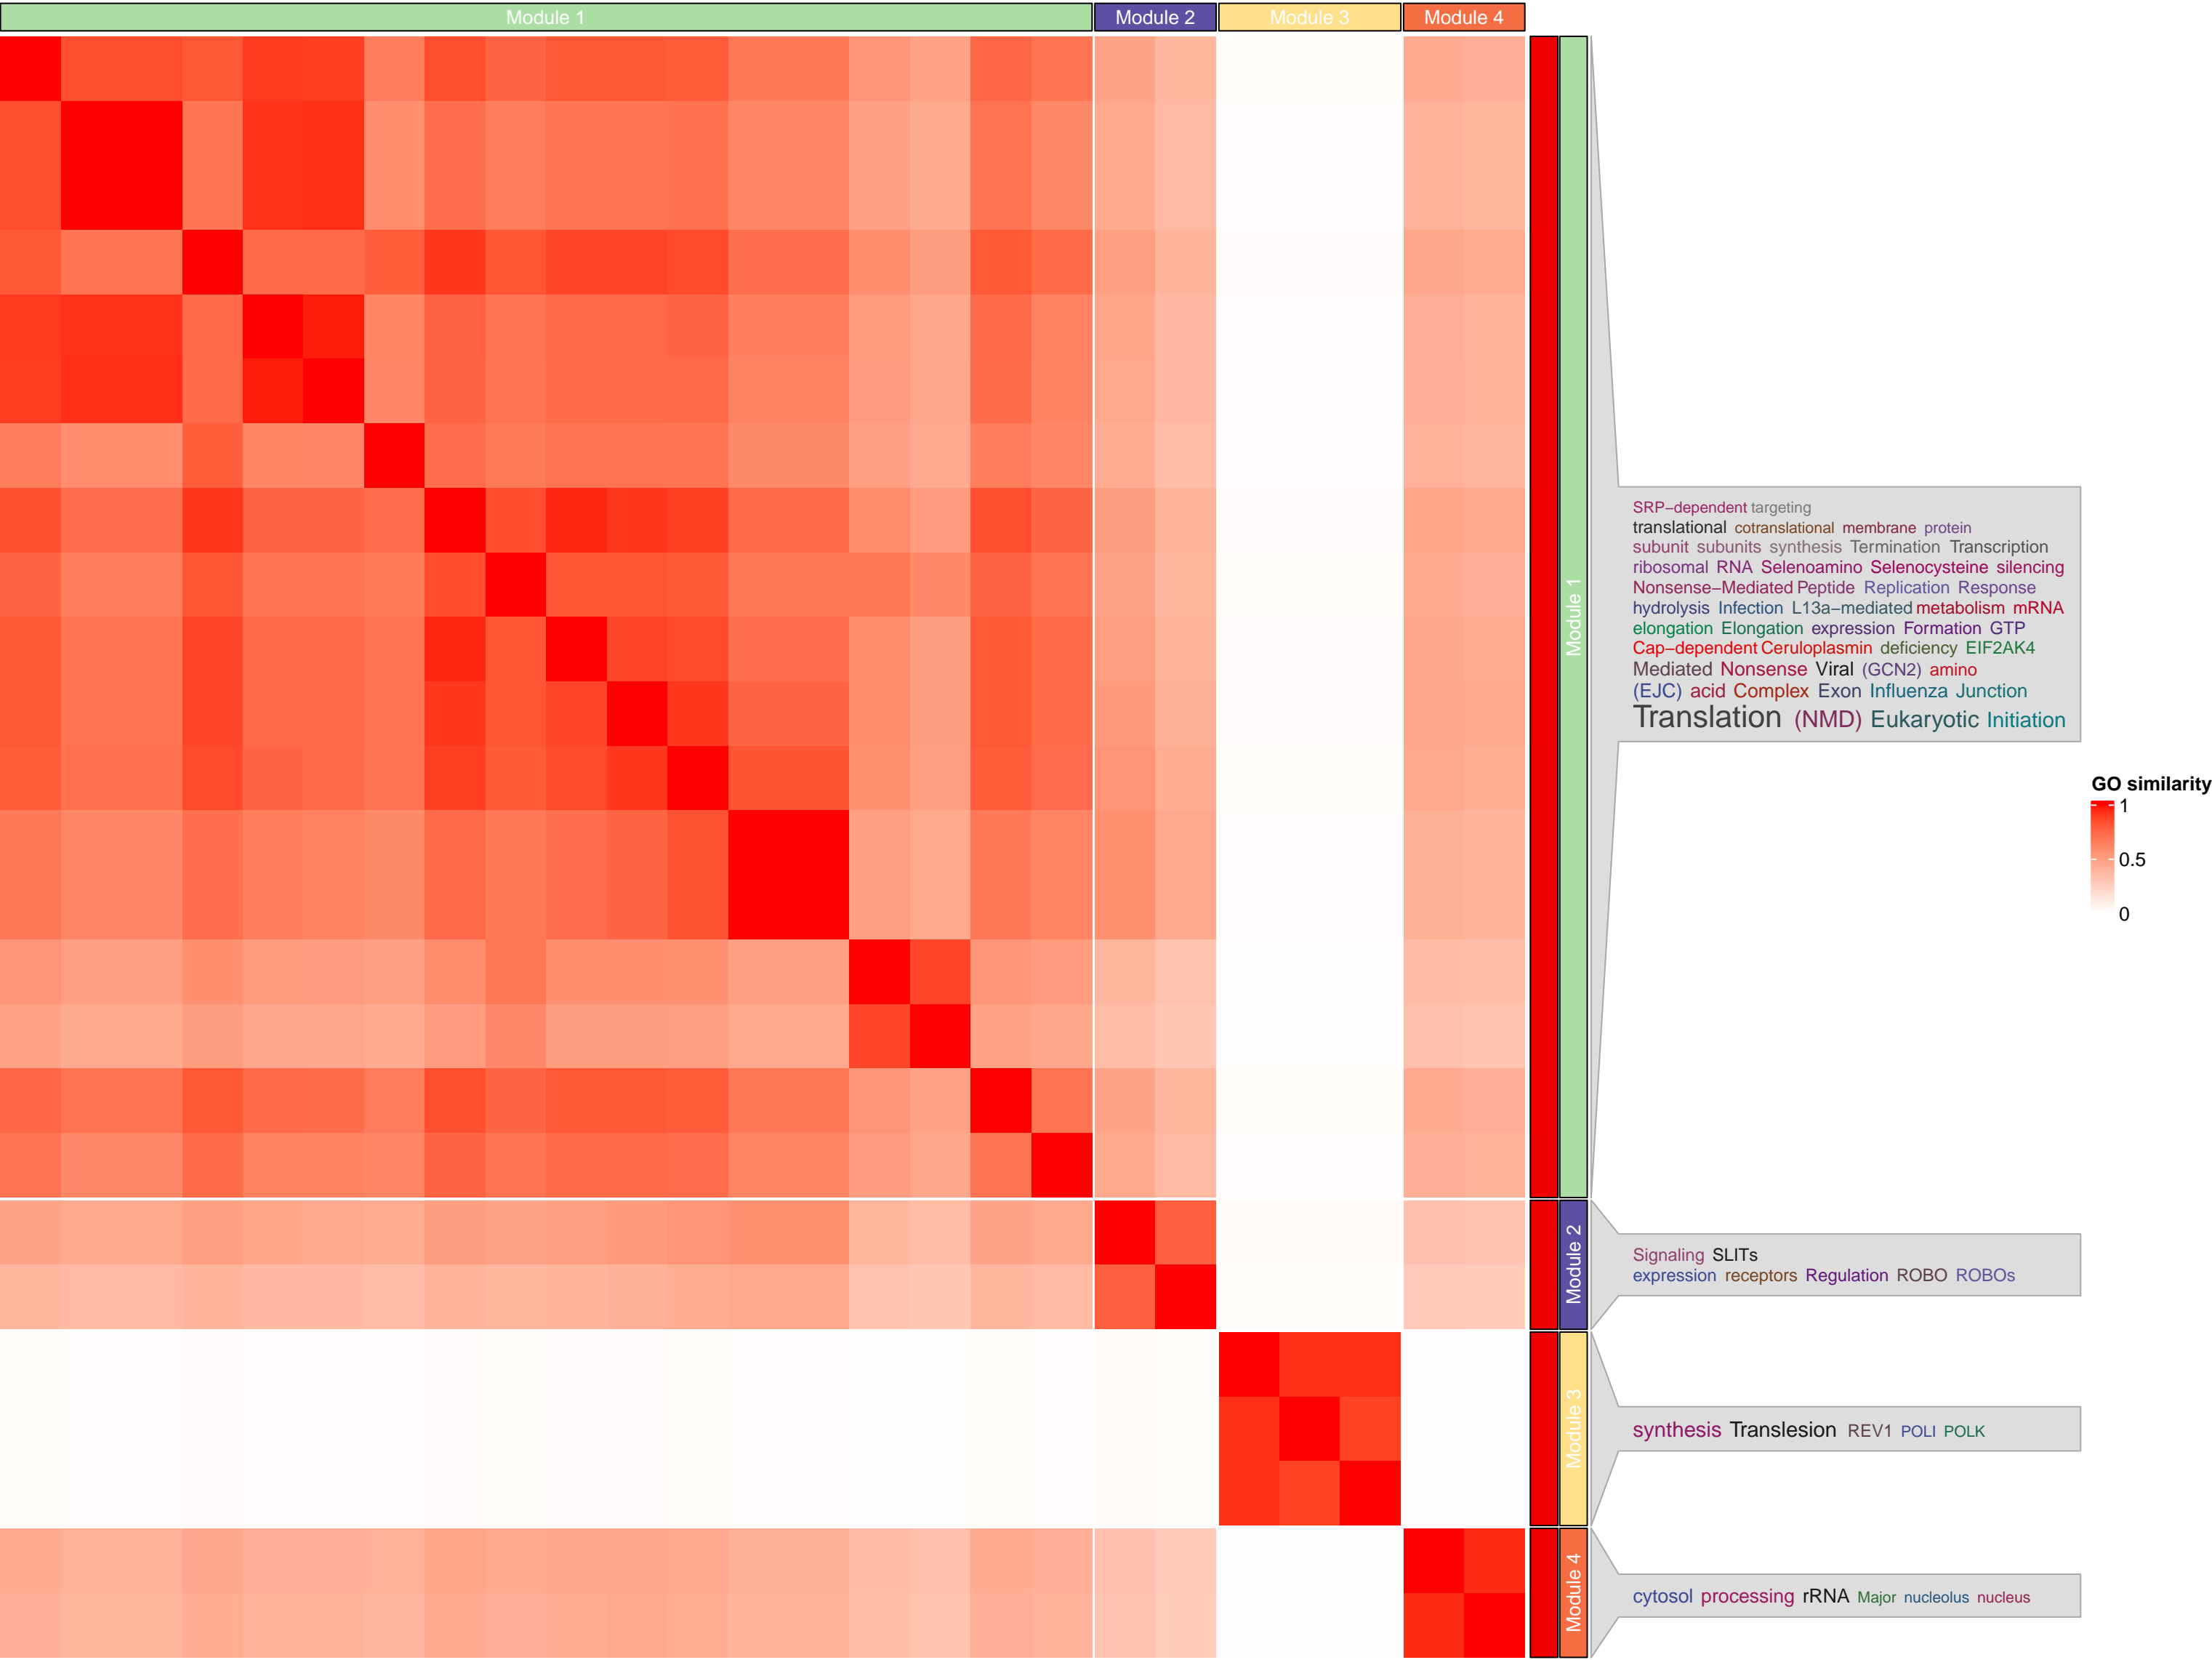 Module 1 Module 2 Module 3 Module 4
SRP−dependent targeting
translational cotranslational membrane protein
subunit subunits synthesis Termination Transcription
ribosomal RNA Selenoamino Selenocysteine silencing
Nonsense−Mediated Peptide Replication Response
hydrolysis Infection L13a−mediated metabolism mRNA
elongation Elongation expression Formation GTP
Cap−dependent Ceruloplasmin deficiency EIF2AK4
Mediated Nonsense Viral (GCN2) amino
(EJC) acid Complex Exon Influenza Junction
Translation (NMD) Eukaryotic Initiation
Module 1
GO similarity
1
0.5
0
Module 2
Signaling SLITs
expression receptors Regulation ROBO ROBOs
Module 3
synthesis Translesion REV1 POLI POLK
Module 4
cytosol processing rRNA Major nucleolus nucleus